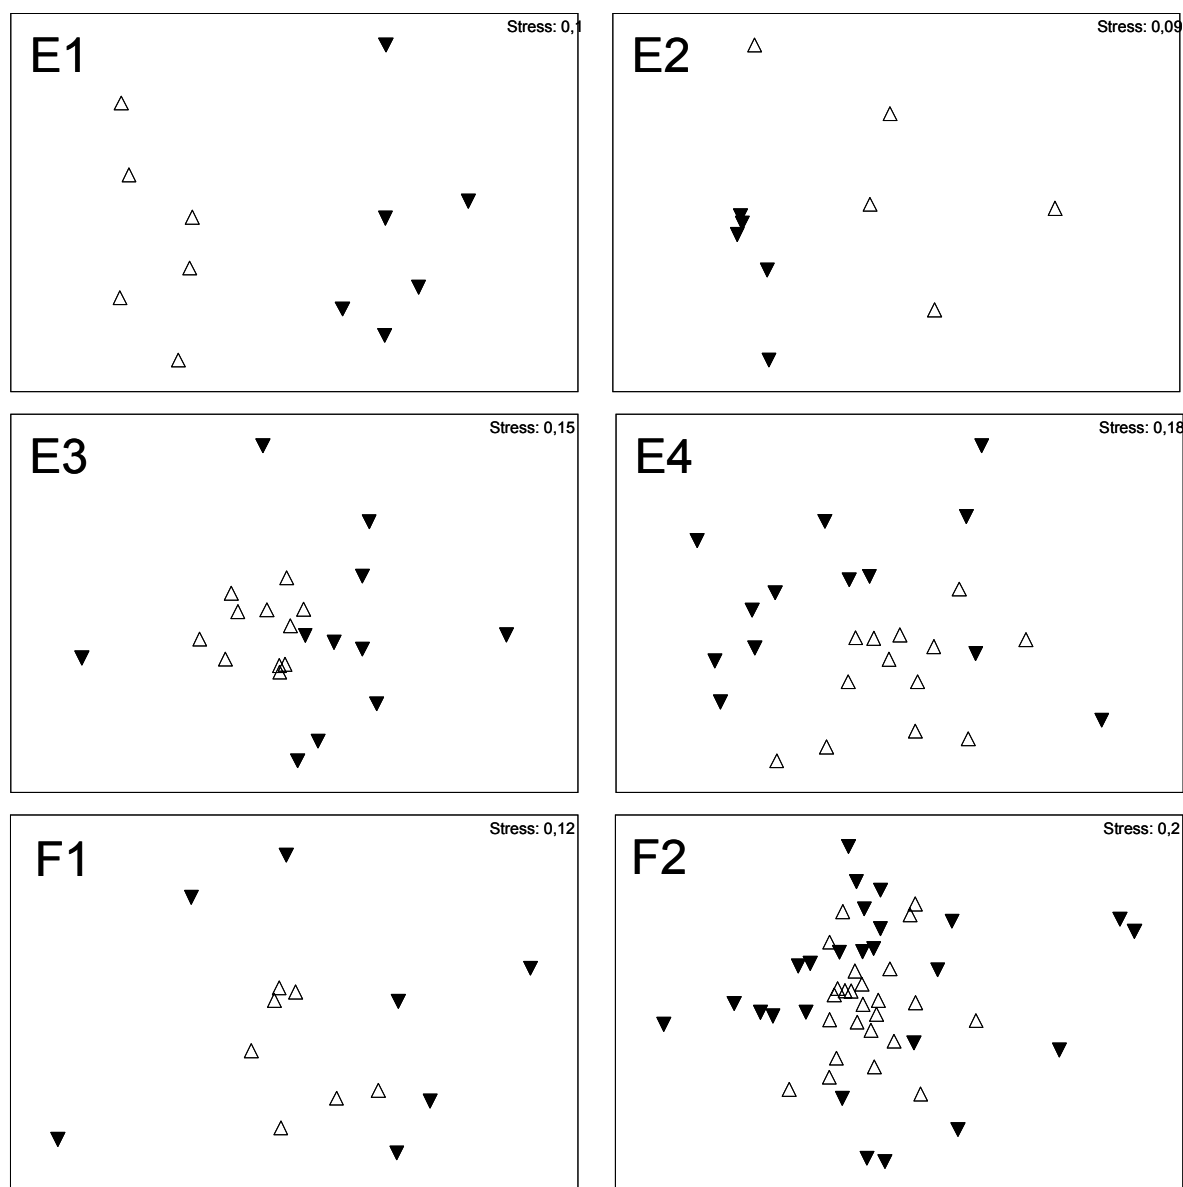 E1
Stress: 0,1
E2
Stress: 0,09
E3
Stress: 0,15
E4
Stress: 0,18
F1
Stress: 0,12
F2
Stress: 0,2